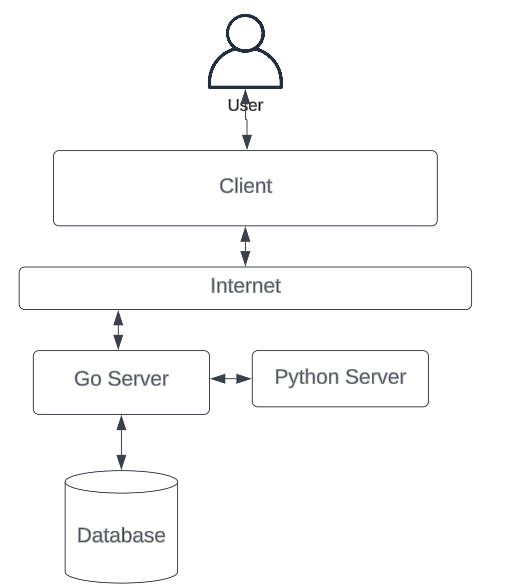 User
Client
Internet
Go Server
Python Server
Database